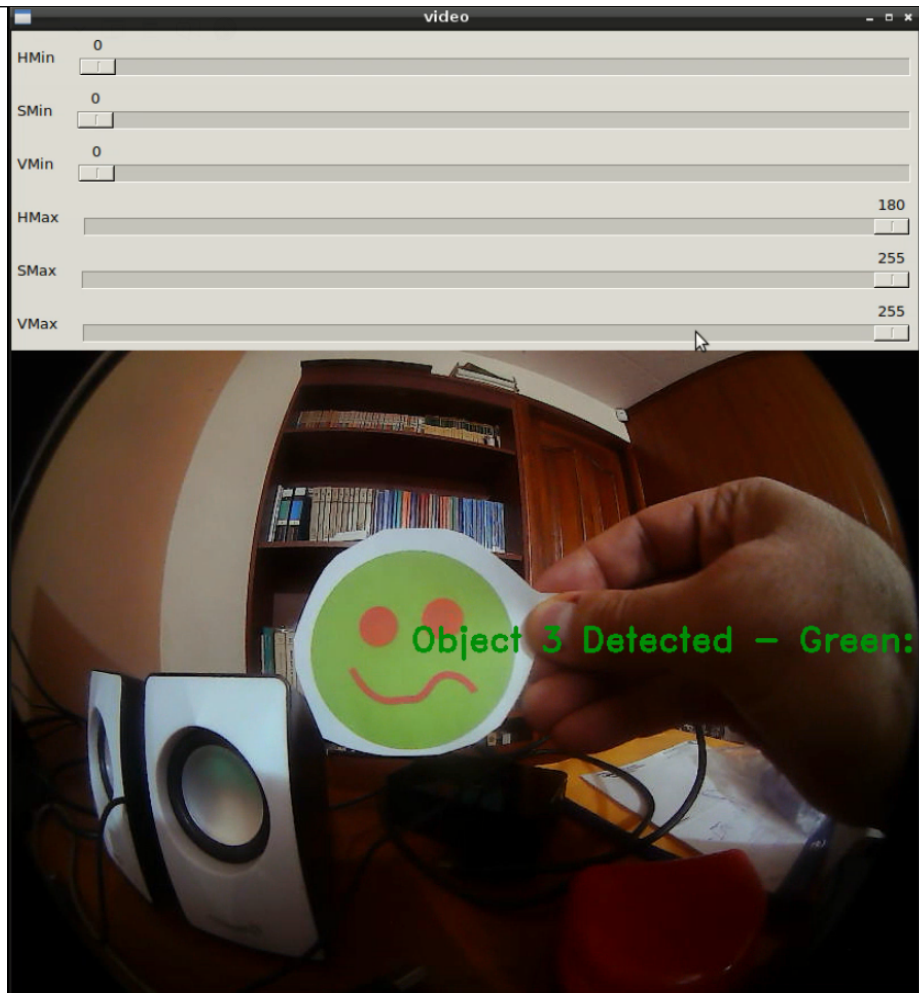 video
0
HMin
0
SMin
0
VMin
180
HMax
255
SMax
255
VMax
Object 3 Detected – Green: